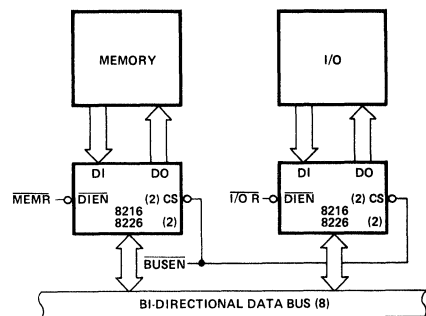 MEMORY
I/O
DI DO
DI DO
MEMR DIEN (2) CS
8216
8226 (2)
I/O R DIEN (2) CS
8216
8226 (2)
BUSEN
BI-DIRECTIONAL DATA BUS (8)